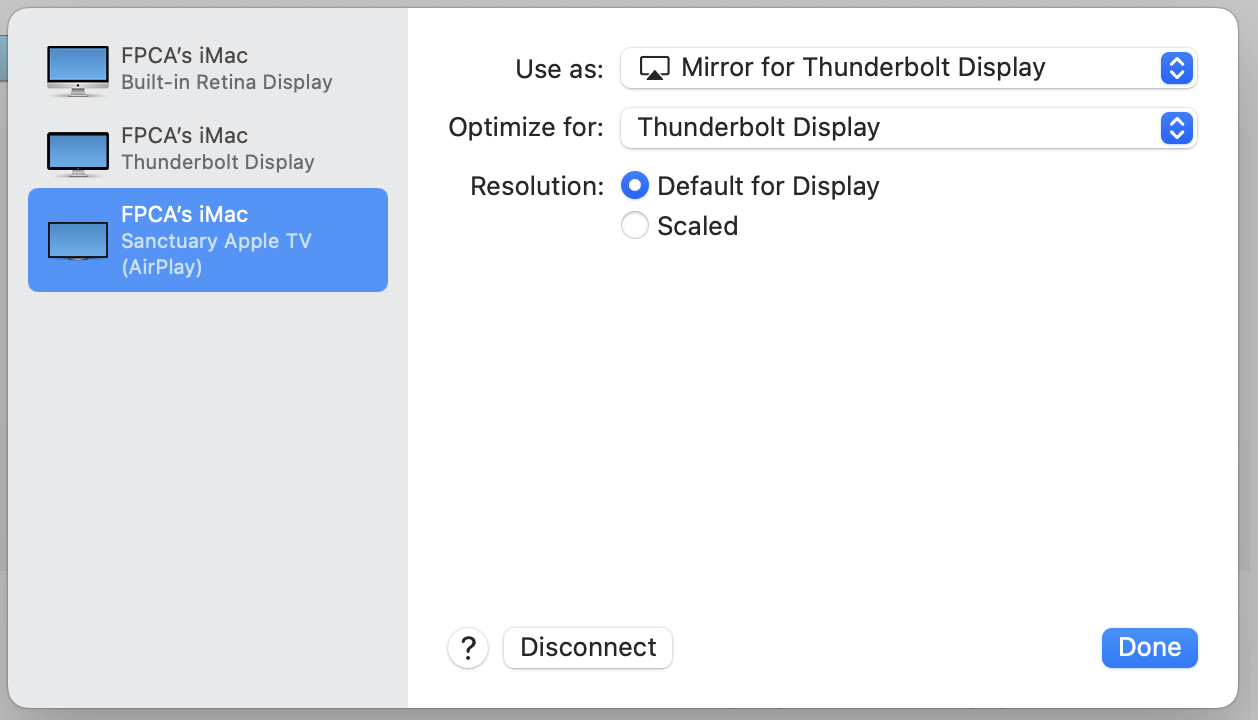 FPCA's iMac
Built-in Retina Display
FPCA's iMac
Thunderbolt Display
FPCA's iMac
Sanctuary Apple TV
(AirPlay)
Use as: Mirror for Thunderbolt Display
Optimize for: Thunderbolt Display
Resolution: Default for Display
Scaled
? Disconnect Done